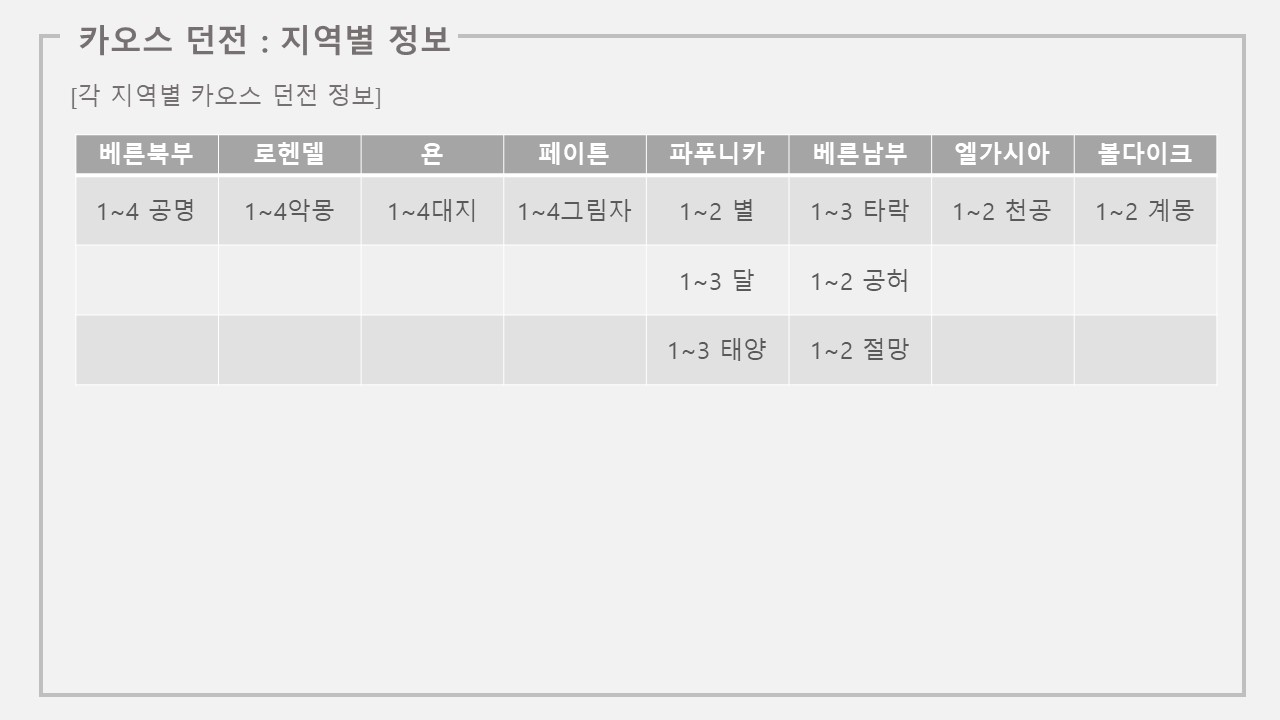 카오스 던전 : 지역별 정보
[각 지역별 카오스 던전 정보]
베른북부 로헨델 욘 페이튼 파푸니카 베른남부 엘가시아 볼다이크
1~4 공명 1~4악몽 1~4대지 1~4그림자 1~2 별 1~3 타락 1~2 천공 1~2 계몽
1~3 달 1~2 공허
1~3 태양 1~2 절망